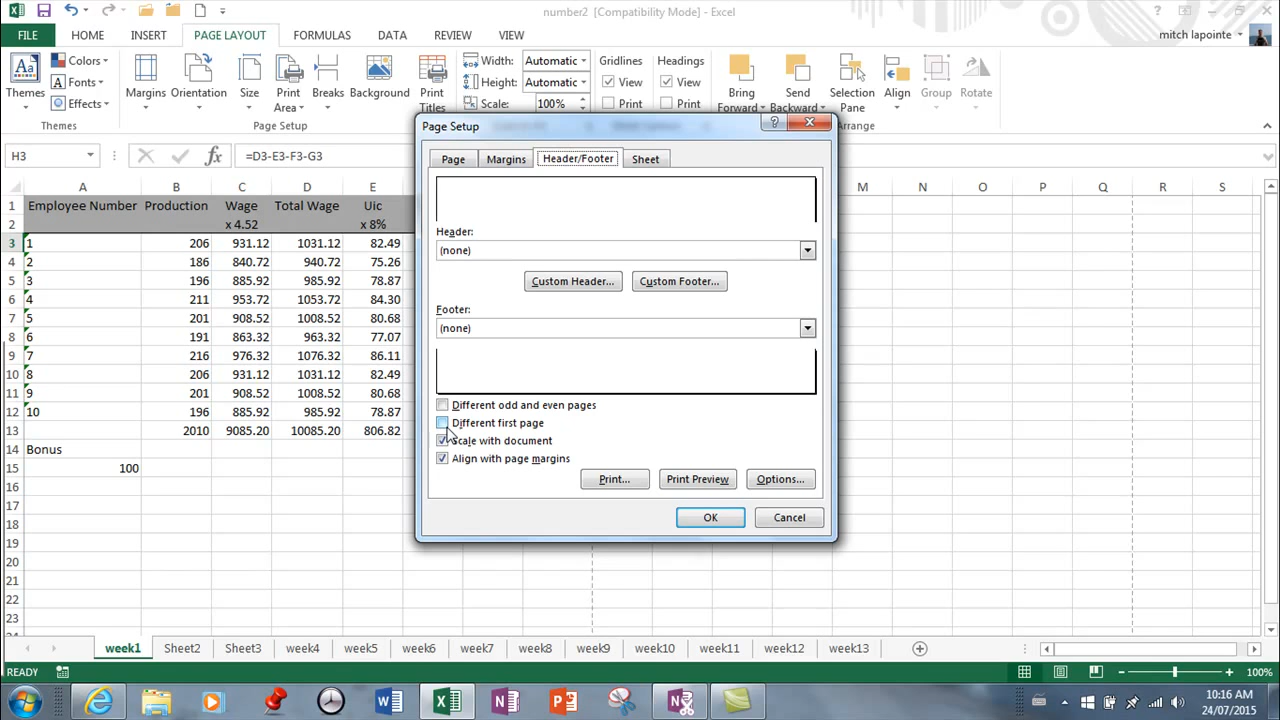 number2 [Compatibility Mode] - Excel
FILE HOME INSERT PAGE LAYOUT FORMULAS DATA REVIEW VIEW mitch lapointe
Themes Colors Fonts Effects Margins Orientation Size Print Area Breaks Background Print Titles Width: Automatic Height: Automatic Scale: 100% Gridlines View Print Headings View Print Bring Forward Send Backward Selection Pane Align Group Rotate
Themes Page Setup Arrange
H3 fx =D3-E3-F3-G3
Page Setup ?
Page Margins Header/Footer Sheet
Header:
(none)
Custom Header... Custom Footer...
Footer:
(none)
Different odd and even pages
Different first page
Scale with document
Align with page margins
Print... Print Preview Options...
OK Cancel
A B C D E M N O P Q R S
1 Employee Number Production Wage Total Wage Uic
2 x 4.52 x 8%
3 1 206 931.12 1031.12 82.49
4 2 186 840.72 940.72 75.26
5 3 196 885.92 985.92 78.87
6 4 211 953.72 1053.72 84.30
7 5 201 908.52 1008.52 80.68
8 6 191 863.32 963.32 77.07
9 7 216 976.32 1076.32 86.11
10 8 206 931.12 1031.12 82.49
11 9 201 908.52 1008.52 80.68
12 10 196 885.92 985.92 78.87
13 2010 9085.20 10085.20 806.82
14 Bonus
15 100
16
17
18
19
20
21
22
23
week1 Sheet2 Sheet3 week4 week5 week6 week7 week8 week9 week10 week11 week12 week13
READY 100%
10:16 AM
24/07/2015